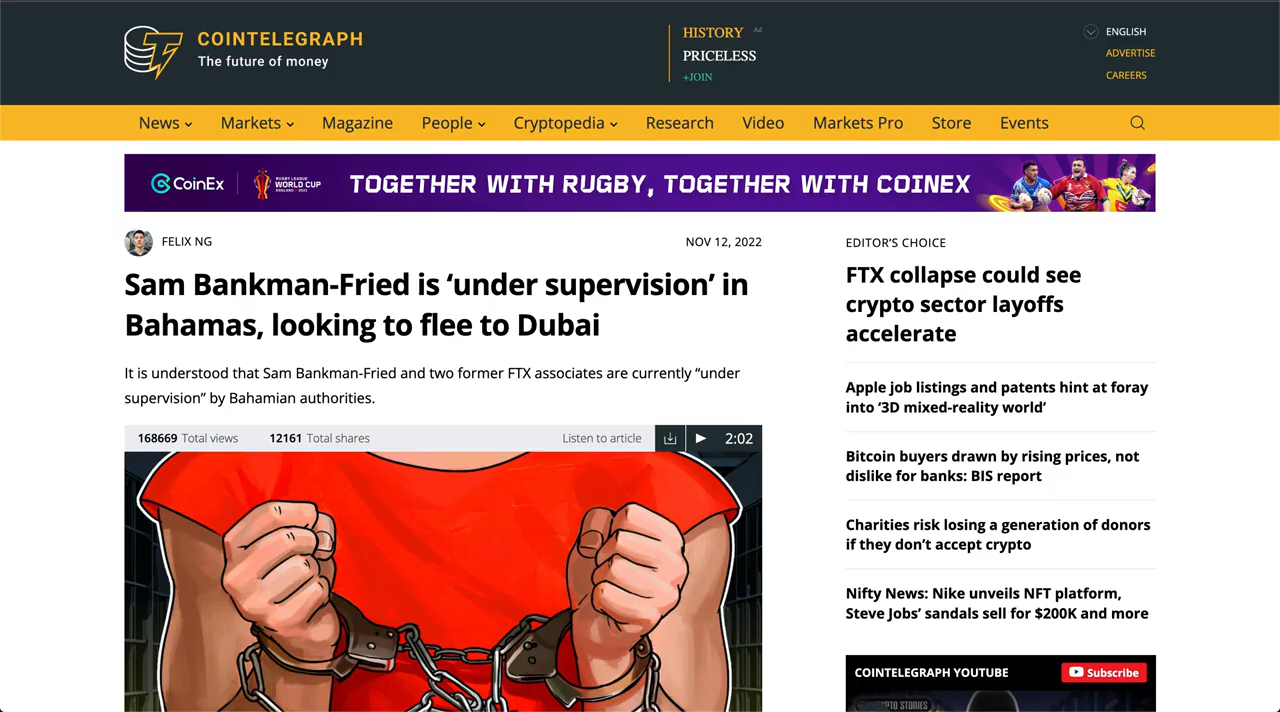 COINTELEGRAPH
The future of money
HISTORY Ad
PRICELESS
+JOIN
ENGLISH
ADVERTISE
CAREERS
News Markets Magazine People Cryptopedia Research Video Markets Pro Store Events
CoinEx RUGBY LEAGUE WORLD CUP ENGLAND 2021 TOGETHER WITH RUGBY, TOGETHER WITH COINEX
FELIX NG NOV 12, 2022
Sam Bankman-Fried is ‘under supervision’ in
Bahamas, looking to flee to Dubai
It is understood that Sam Bankman-Fried and two former FTX associates are currently “under
supervision” by Bahamian authorities.
168669 Total views 12161 Total shares Listen to article 2:02
EDITOR’S CHOICE
FTX collapse could see
crypto sector layoffs
accelerate
Apple job listings and patents hint at foray
into ‘3D mixed-reality world’
Bitcoin buyers drawn by rising prices, not
dislike for banks: BIS report
Charities risk losing a generation of donors
if they don’t accept crypto
Nifty News: Nike unveils NFT platform,
Steve Jobs’ sandals sell for $200K and more
COINTELEGRAPH YOUTUBE Subscribe
STORIES